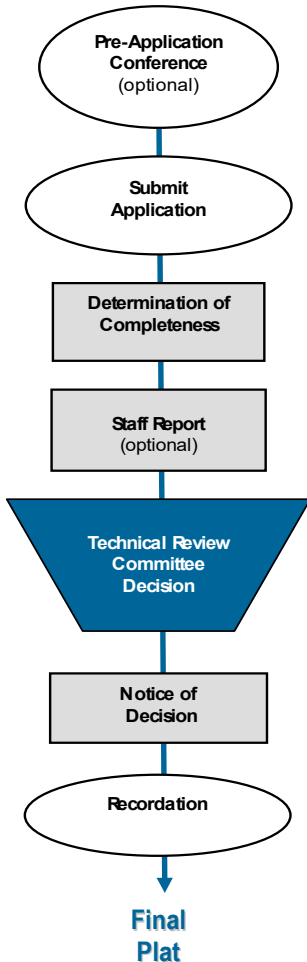 Pre-Application
Conference
(optional)
Submit
Application
Determination of
Completeness
Staff Report
(optional)
Technical Review
Committee
Decision
Notice of
Decision
Recordation
Final
Plat